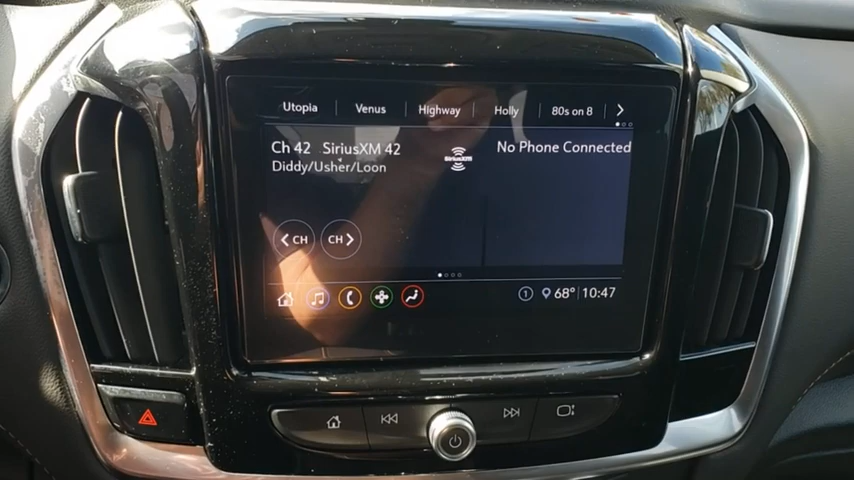 Utopia Venus Highway Holly 80s on 8
Ch 42 SiriusXM 42
Diddy/Usher/Loon
SiriusXM
No Phone Connected
CH CH
1 68° 10:47